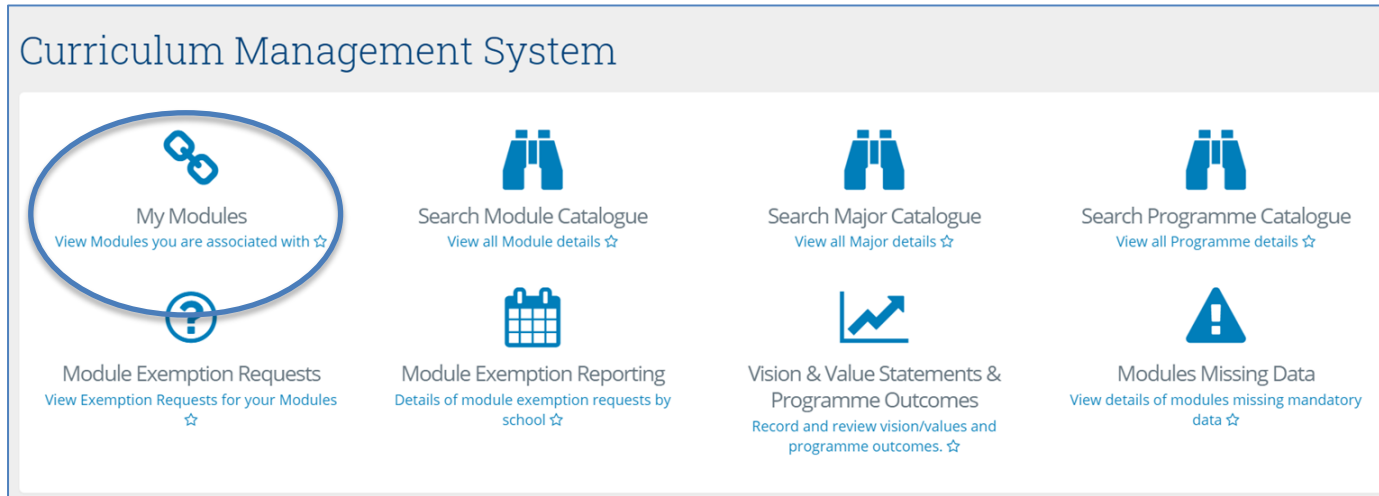 Curriculum Management System
My Modules
View Modules you are associated with
Search Module Catalogue
View all Module details
Search Major Catalogue
View all Major details
Search Programme Catalogue
View all Programme details
Module Exemption Requests
View Exemption Requests for your Modules
Module Exemption Reporting
Details of module exemption requests by
school
Vision & Value Statements &
Programme Outcomes
Record and review vision/values and
programme outcomes.
Modules Missing Data
View details of modules missing mandatory
data